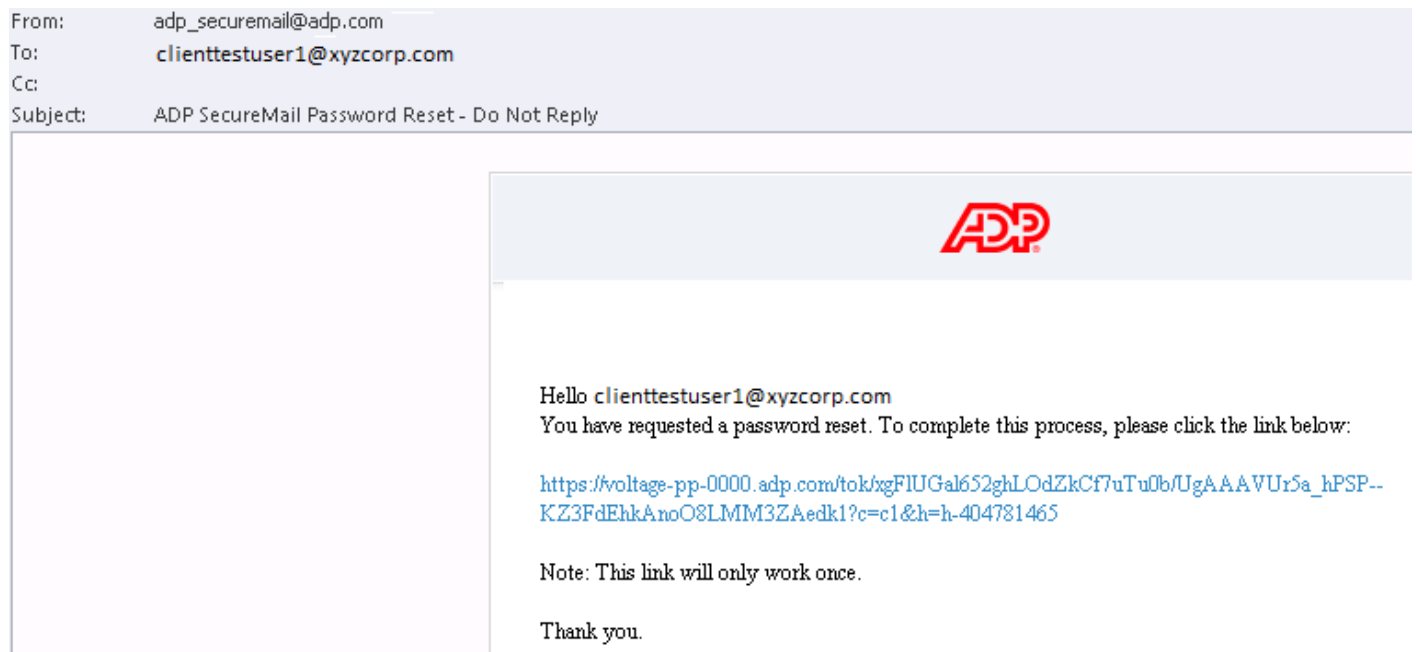 From: adp_securemail@adp.com
To: clienttestuser1@xyzcorp.com
Cc:
Subject: ADP SecureMail Password Reset - Do Not Reply
ADP
Hello clienttestuser1@xyzcorp.com
You have requested a password reset. To complete this process, please click the link below:
https://voltage-pp-0000.adp.com/tok/xgFlUGal652ghLOdZkCf7uTu0b/UgAAAVUr5a_hPSP--
KZ3FdEhkAnoO8LMM3ZAedk1?c=c1&h=h-404781465
Note: This link will only work once.
Thank you.